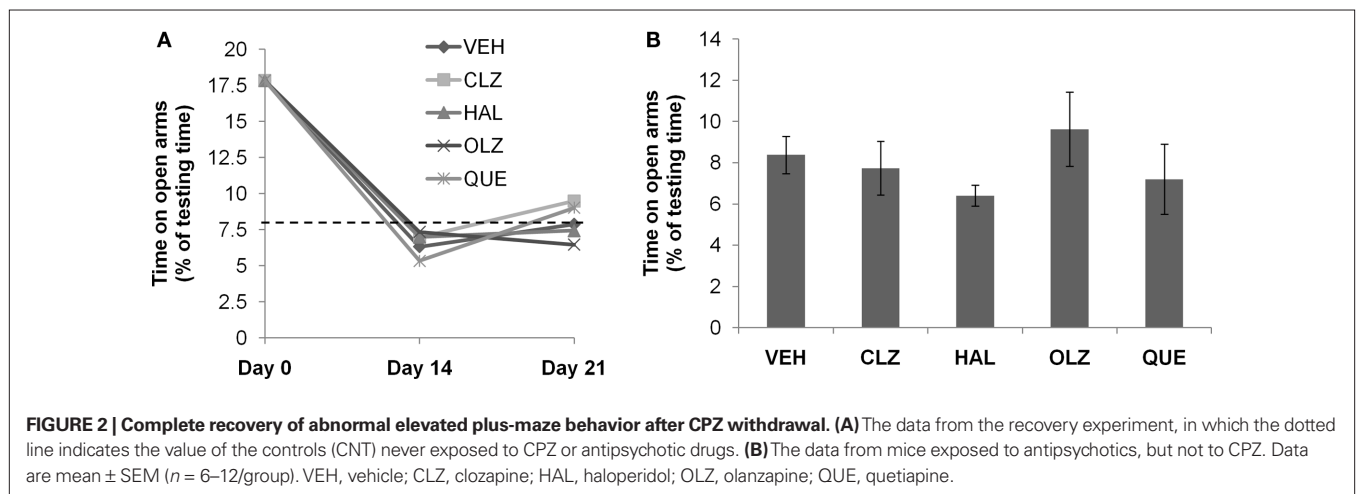 A
Time on open arms
(% of testing time)
20
17.5
15
12.5
10
7.5
5
2.5
0
Day 0 Day 14 Day 21
VEH
CLZ
HAL
OLZ
QUE
B
Time on open arms
(% of testing time)
14
12
10
8
6
4
2
0
VEH CLZ HAL OLZ QUE
FIGURE 2 | Complete recovery of abnormal elevated plus-maze behavior after CPZ withdrawal. (A) The data from the recovery experiment, in which the dotted
line indicates the value of the controls (CNT) never exposed to CPZ or antipsychotic drugs. (B) The data from mice exposed to antipsychotics, but not to CPZ. Data
are mean ± SEM (n = 6–12/group). VEH, vehicle; CLZ, clozapine; HAL, haloperidol; OLZ, olanzapine; QUE, quetiapine.